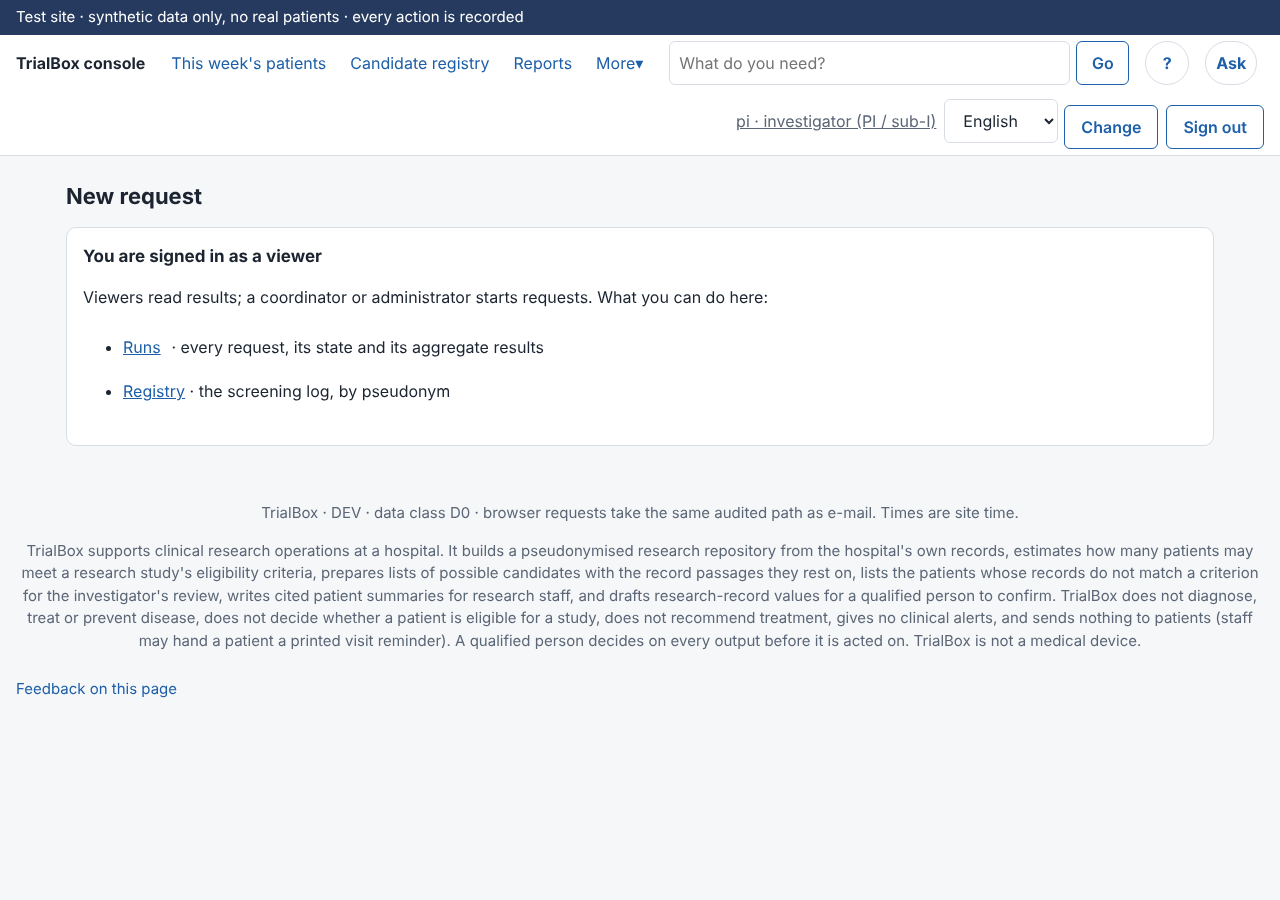 Test site · synthetic data only, no real patients · every action is recorded
TrialBox console
This week's patients
Candidate registry
Reports
More▾
What do you need?
Go
?
Ask
pi · investigator (PI / sub-I)
English
Change
Sign out
New request
You are signed in as a viewer
Viewers read results; a coordinator or administrator starts requests. What you can do here:
• Runs · every request, its state and its aggregate results
• Registry · the screening log, by pseudonym
TrialBox · DEV · data class D0 · browser requests take the same audited path as e-mail. Times are site time.
TrialBox supports clinical research operations at a hospital. It builds a pseudonymised research repository from the hospital's own records, estimates how many patients may
meet a research study's eligibility criteria, prepares lists of possible candidates with the record passages they rest on, lists the patients whose records do not match a criterion
for the investigator's review, writes cited patient summaries for research staff, and drafts research-record values for a qualified person to confirm. TrialBox does not diagnose,
treat or prevent disease, does not decide whether a patient is eligible for a study, does not recommend treatment, gives no clinical alerts, and sends nothing to patients (staff
may hand a patient a printed visit reminder). A qualified person decides on every output before it is acted on. TrialBox is not a medical device.
Feedback on this page